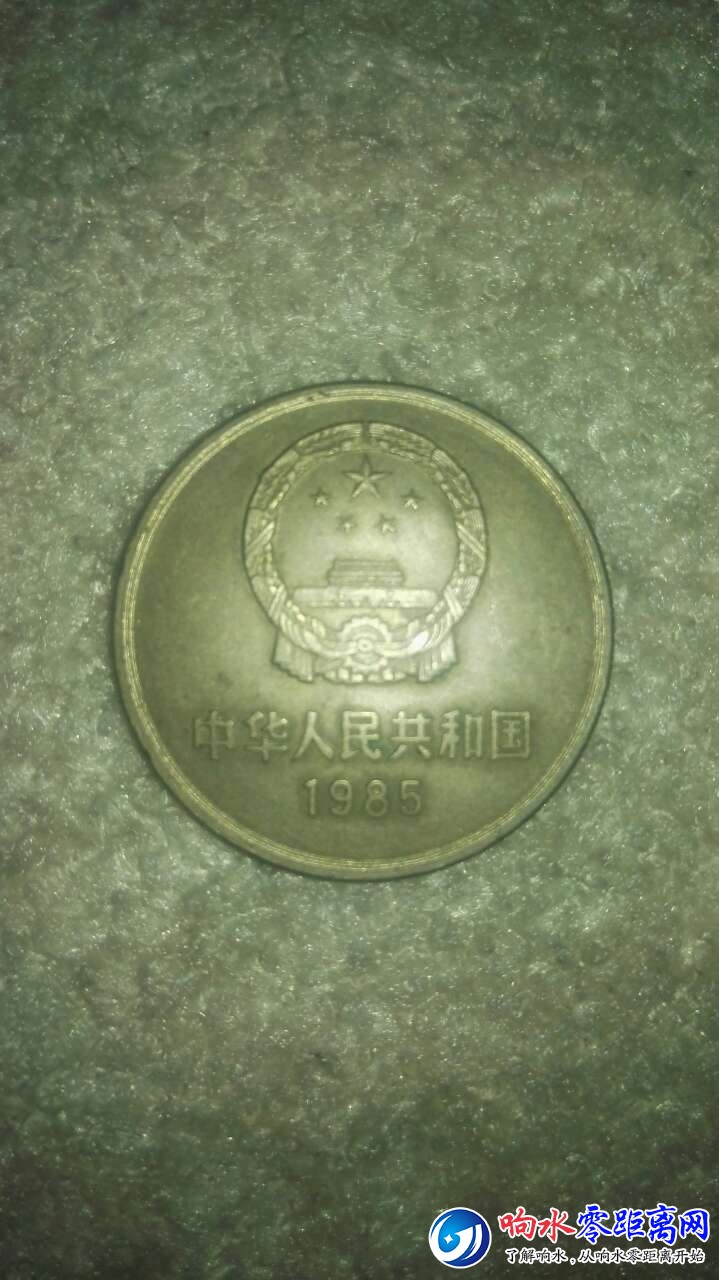 中华人民共和国
1985
响水零距离网
了解响水，从响水零距离开始